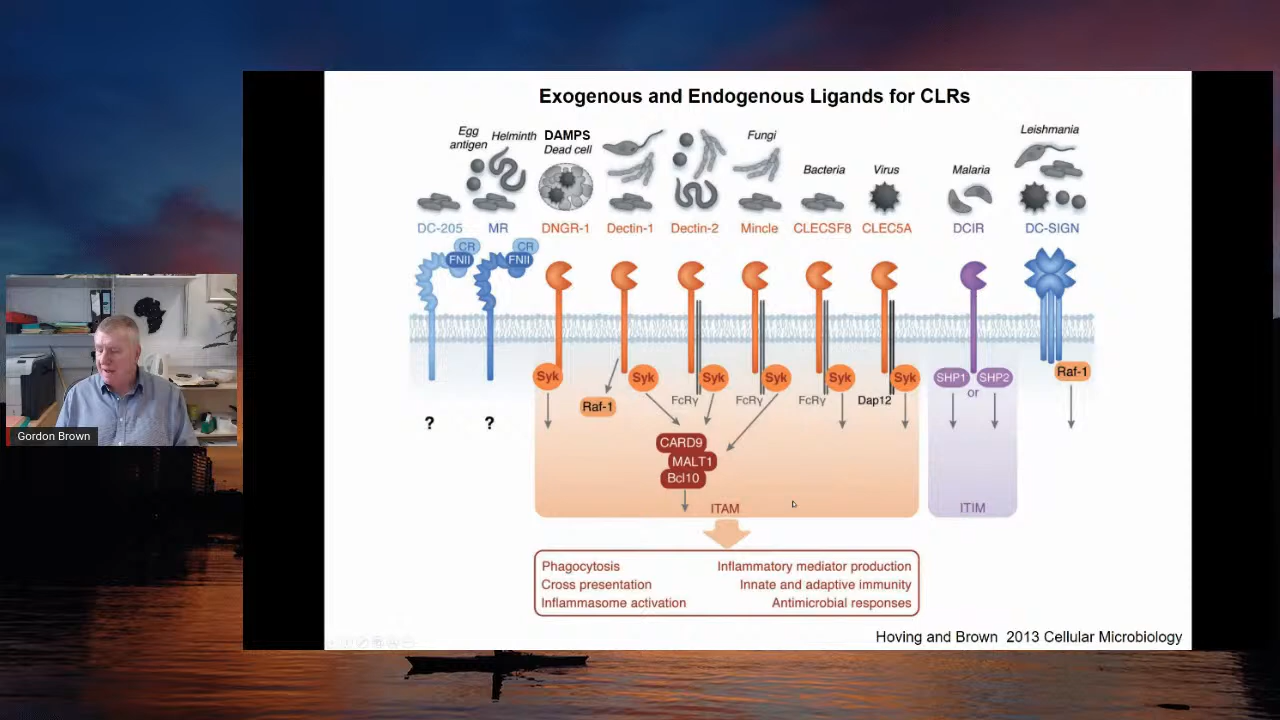 Exogenous and Endogenous Ligands for CLRs
Egg
antigen
Helminth
DAMPS
Dead cell
Fungi
Bacteria
Virus
Malaria
Leishmania
DC-205
MR
DNGR-1
Dectin-1
Dectin-2
Mincle
CLECSF8
CLEC5A
DCIR
DC-SIGN
CR
FNII
CR
FNII
Syk
Syk
Syk
Syk
Syk
Syk
SHP1
or
SHP2
Raf-1
Raf-1
FcRγ
FcRγ
FcRγ
Dap12
?
?
CARD9
MALT1
Bcl10
ITAM
ITIM
Phagocytosis
Cross presentation
Inflammasome activation
Inflammatory mediator production
Innate and adaptive immunity
Antimicrobial responses
Hoving and Brown 2013 Cellular Microbiology
Gordon Brown